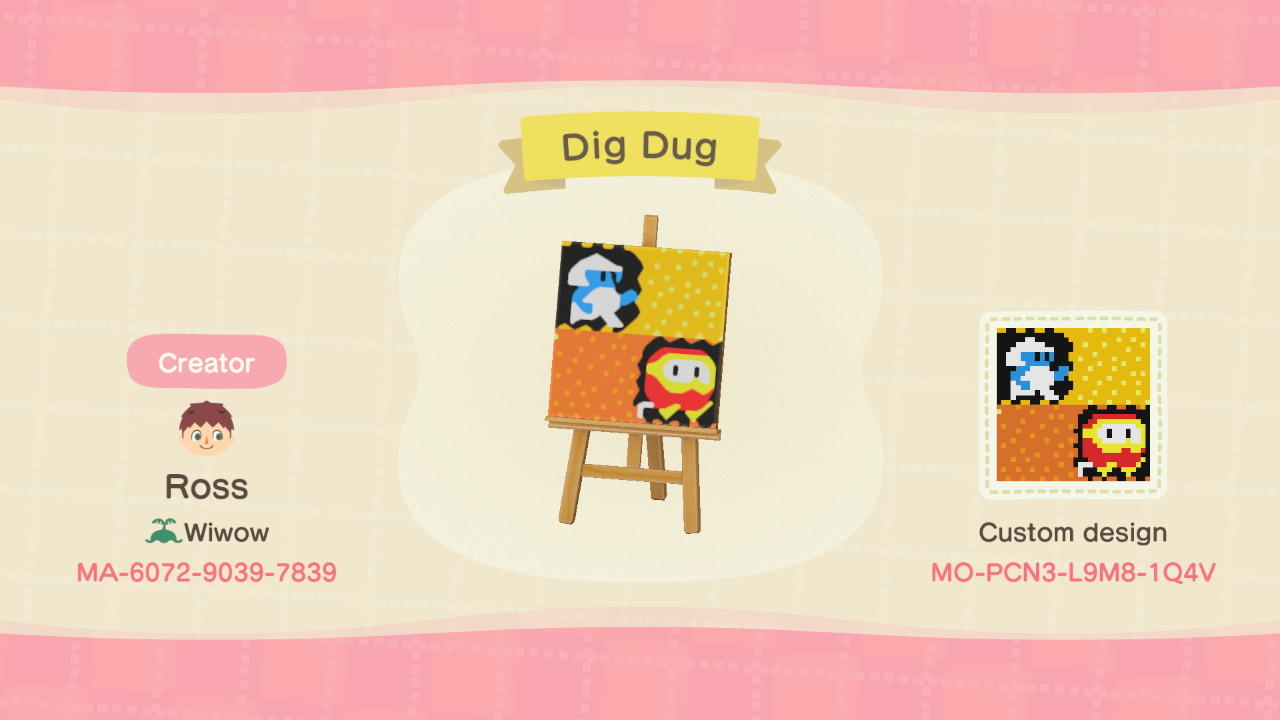 Dig Dug
Creator
Ross
Wiwow
MA-6072-9039-7839
Custom design
MO-PCN3-L9M8-1Q4V